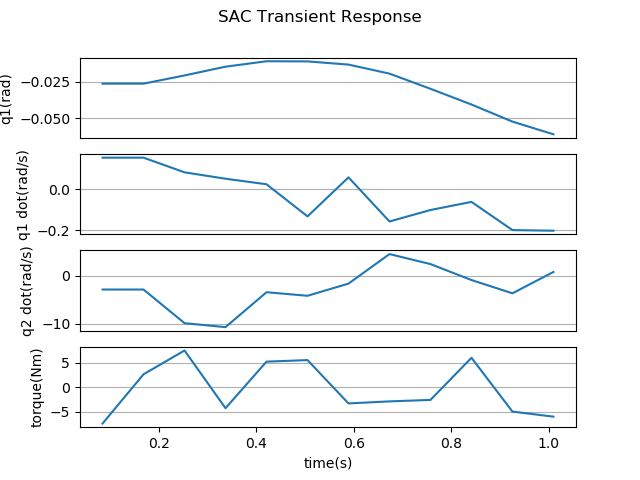 SAC Transient Response
q1(rad)
−0.025
−0.050
q1 dot(rad/s)
0.0
−0.2
q2 dot(rad/s)
0
−10
torque(Nm)
5
0
−5
0.2 0.4 0.6 0.8 1.0
time(s)